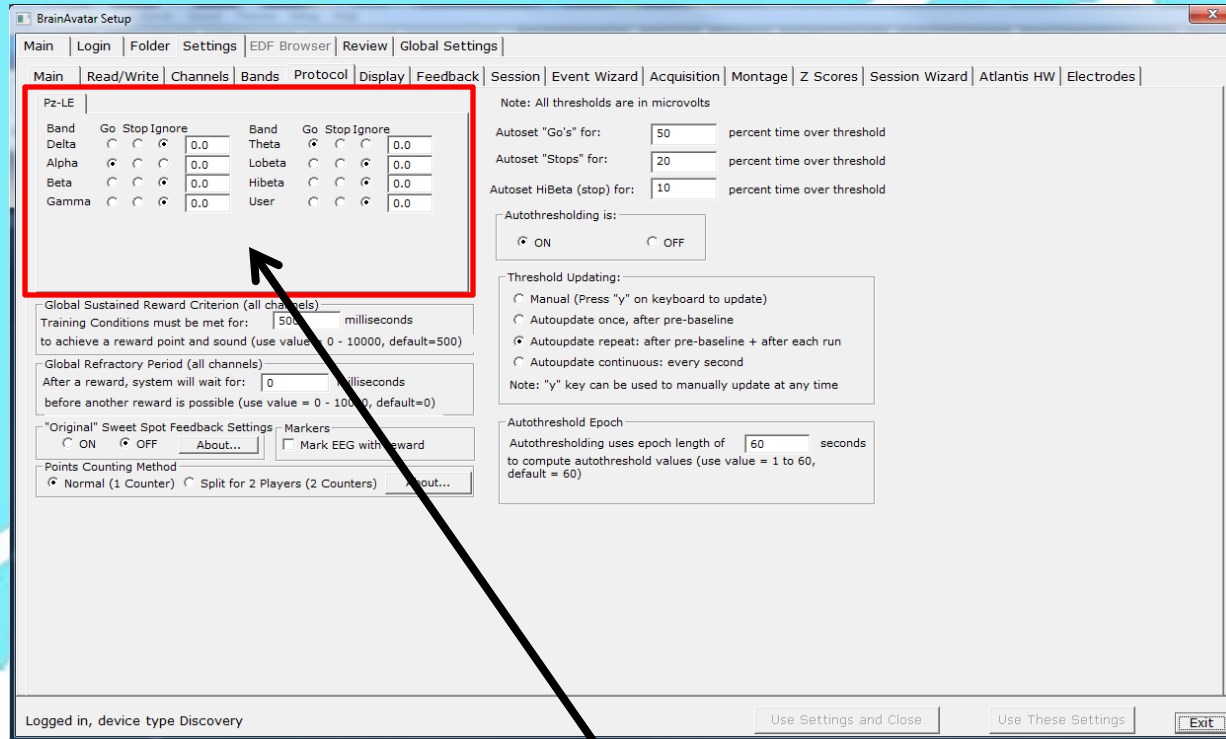 BrainAvatar Setup
Main Login Folder Settings EDF Browser Review Global Settings
Main Read/Write Channels Bands Protocol Display Feedback Session Event Wizard Acquisition Montage Z Scores Session Wizard Atlantis HW Electrodes
Pz-LE
Band Go Stop Ignore Band Go Stop Ignore
Delta 0.0 Theta 0.0
Alpha 0.0 Lobeta 0.0
Beta 0.0 Hibeta 0.0
Gamma 0.0 User 0.0
Global Sustained Reward Criterion (all channels)
Training Conditions must be met for: 500 milliseconds
to achieve a reward point and sound (use value = 0 - 10000, default=500)
Global Refractory Period (all channels)
After a reward, system will wait for: 0 milliseconds
before another reward is possible (use value = 0 - 10000, default=0)
"Original" Sweet Spot Feedback Settings Markers
ON OFF About... Mark EEG with reward
Points Counting Method
Normal (1 Counter) Split for 2 Players (2 Counters) About...
Note: All thresholds are in microvolts
Autoset "Go's" for: 50 percent time over threshold
Autoset "Stops" for: 20 percent time over threshold
Autoset HiBeta (stop) for: 10 percent time over threshold
Autothresholding is:
ON OFF
Threshold Updating:
Manual (Press "y" on keyboard to update)
Autoupdate once, after pre-baseline
Autoupdate repeat: after pre-baseline + after each run
Autoupdate continuous: every second
Note: "y" key can be used to manually update at any time
Autothreshold Epoch
Autothresholding uses epoch length of 60 seconds
to compute autothreshold values (use value = 1 to 60,
default = 60)
Logged in, device type Discovery
Use Settings and Close Use These Settings Exit